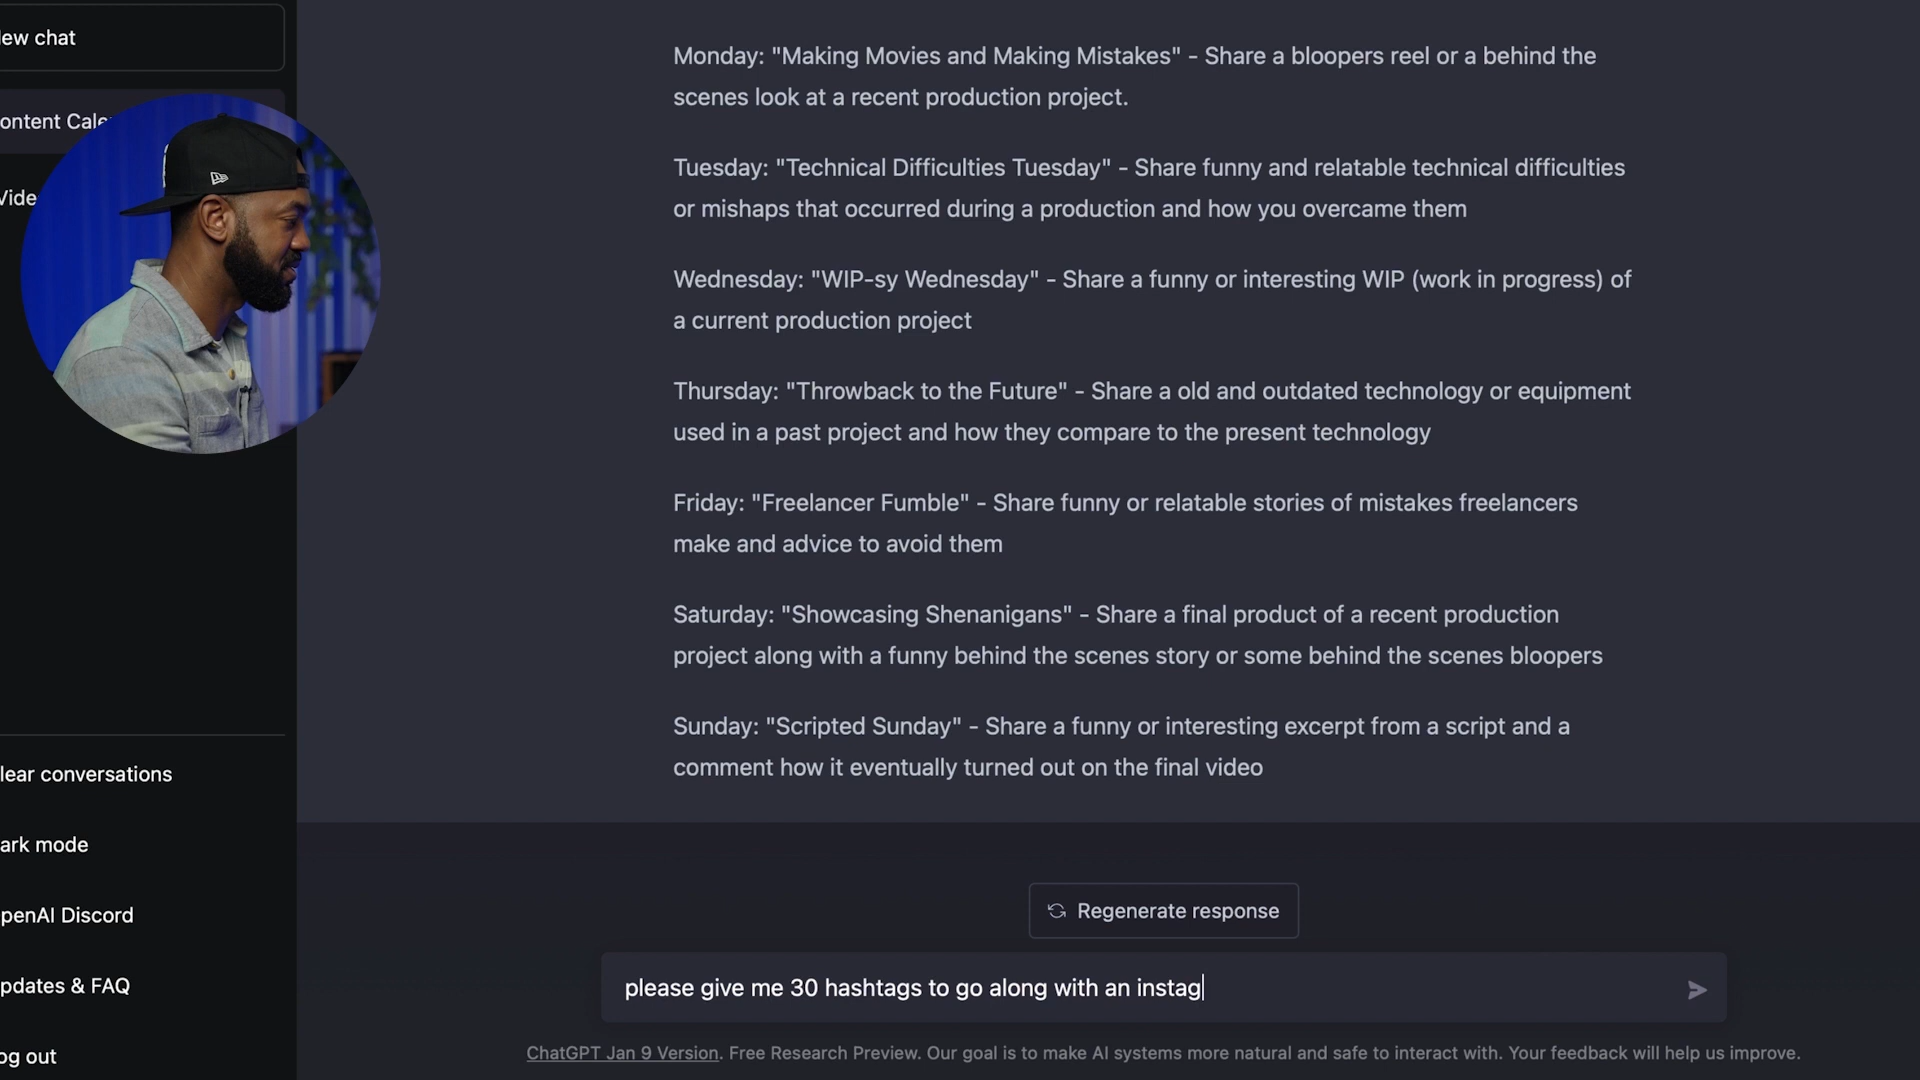 ew chat
ontent Cale
Vide
lear conversations
ark mode
penAI Discord
pdates & FAQ
og out
Monday: "Making Movies and Making Mistakes" - Share a bloopers reel or a behind the
scenes look at a recent production project.
Tuesday: "Technical Difficulties Tuesday" - Share funny and relatable technical difficulties
or mishaps that occurred during a production and how you overcame them
Wednesday: "WIP-sy Wednesday" - Share a funny or interesting WIP (work in progress) of
a current production project
Thursday: "Throwback to the Future" - Share a old and outdated technology or equipment
used in a past project and how they compare to the present technology
Friday: "Freelancer Fumble" - Share funny or relatable stories of mistakes freelancers
make and advice to avoid them
Saturday: "Showcasing Shenanigans" - Share a final product of a recent production
project along with a funny behind the scenes story or some behind the scenes bloopers
Sunday: "Scripted Sunday" - Share a funny or interesting excerpt from a script and a
comment how it eventually turned out on the final video
Regenerate response
please give me 30 hashtags to go along with an instag
ChatGPT Jan 9 Version. Free Research Preview. Our goal is to make AI systems more natural and safe to interact with. Your feedback will help us improve.